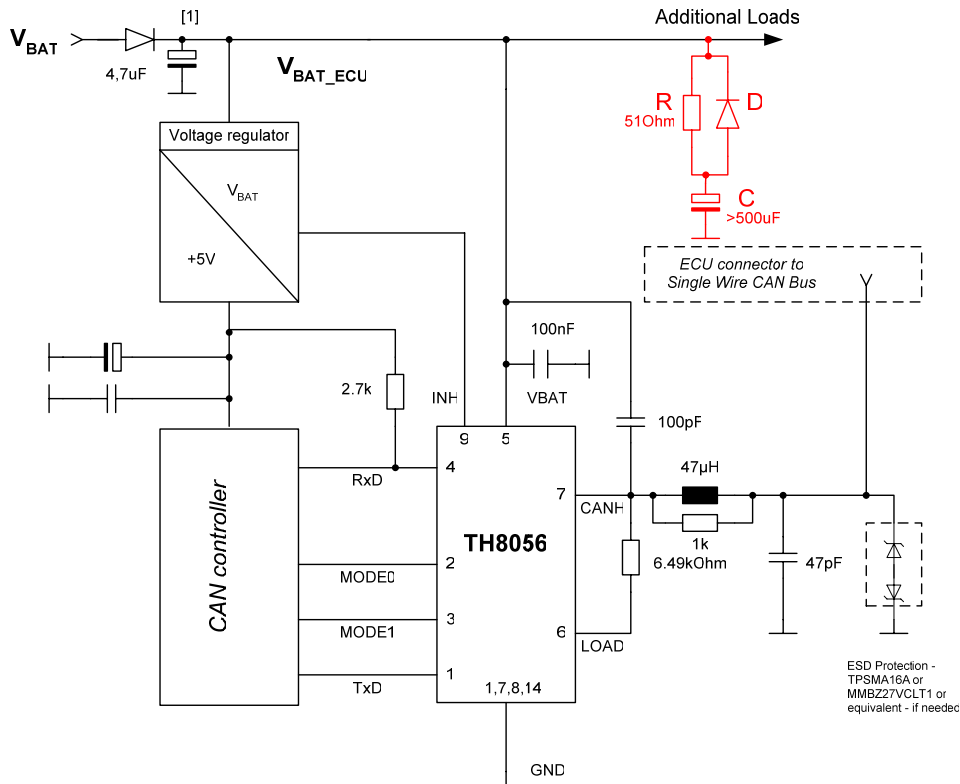 [1]
Additional Loads
VBAT
4,7uF
VBAT_ECU
R
51Ohm
D
C
>500uF
Voltage regulator
VBAT
+5V
ECU connector to
Single Wire CAN Bus
100nF
2.7k
INH
VBAT
100pF
9
5
4
RxD
47µH
7
CANH
1k
6.49kOhm
47pF
CAN controller
TH8056
2
MODE0
3
MODE1
6
LOAD
1
TxD
1,7,8,14
GND
ESD Protection -
TPSMA16A or
MMBZ27VCLT1 or
equivalent - if needed